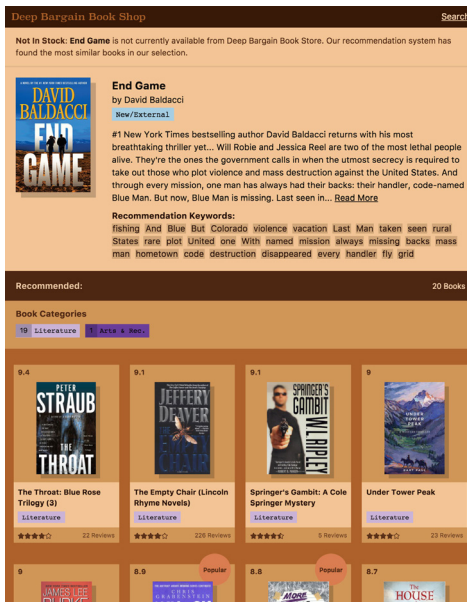 Deep Bargain Book Shop
Search
Not In Stock: End Game is not currently available from Deep Bargain Book Store. Our recommendation system has
found the most similar books in our selection.
DAVID
BALDACCI
END
GAME
End Game
by David Baldacci
New/External
#1 New York Times bestselling author David Baldacci returns with his most
breathtaking thriller yet... Will Robie and Jessica Reel are two of the most lethal people
alive. They're the ones the government calls in when the utmost secrecy is required to
take out those who plot violence and mass destruction against the United States. And
through every mission, one man has always had their backs: their handler, code-named
Blue Man. But now, Blue Man is missing. Last seen in... Read More
Recommendation Keywords:
fishing And Blue But Colorado violence vacation Last Man taken seen rural
States rare plot United one With named mission always missing backs mass
man hometown code destruction disappeared every handler fly grid
Recommended:
20 Books
Book Categories
19 Literature 1 Arts & Rec.
9.4
9.1
9.1
9
PETER
STRAUB
THE
THROAT
JEFFERY
DEAVER
CHAIR
SPRINGER'S
GAMBIT
W.L. RIPLEY
UNDER
TOWER
PEAK
The Throat: Blue Rose
Trilogy (3)
The Empty Chair (Lincoln
Rhyme Novels)
Springer's Gambit: A Cole
Springer Mystery
Under Tower Peak
Literature
Literature
Literature
Literature
22 Reviews
226 Reviews
5 Reviews
23 Reviews
9
8.9
Popular
8.8
Popular
8.7
JAMES LEE
BURKE
CHRIS
GRABENSTEIN
MORE
The
HOUSE